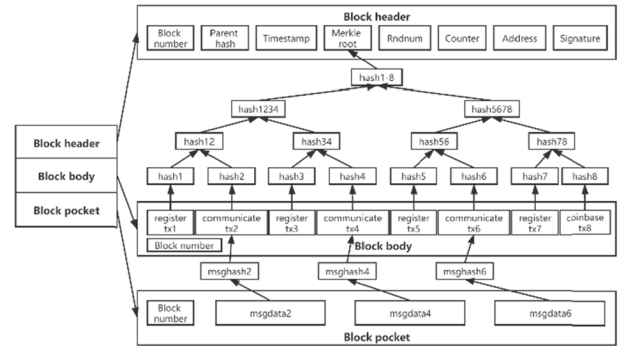 Block header
Block number
Parent hash
Timestamp
Merkle root
Rndnum
Counter
Address
Signature
hash1-8
hash1234
hash5678
hash12
hash34
hash56
hash78
hash1
hash2
hash3
hash4
hash5
hash6
hash7
hash8
Block header
Block body
Block pocket
register tx1
communicate tx2
register tx3
communicate tx4
register tx5
communicate tx6
register tx7
coinbase tx8
Block number
Block body
msghash2
msghash4
msghash6
Block number
msgdata2
msgdata4
msgdata6
Block pocket